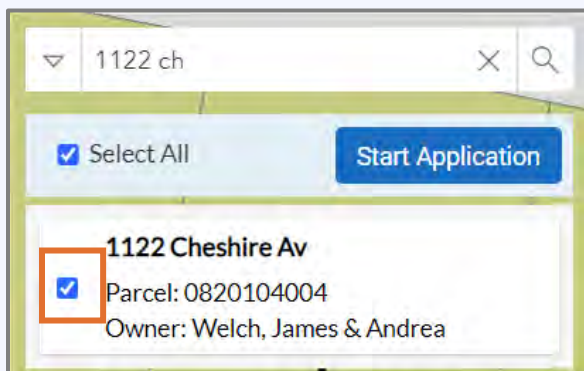 1122 ch
Select All
Start Application
1122 Cheshire Av
Parcel: 0820104004
Owner: Welch, James & Andrea